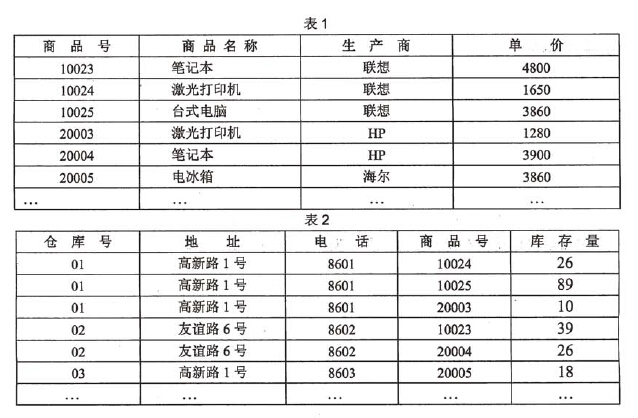 表1
商 品 号 商 品 名 称 生 产 商 单 价
10023 笔记本 联想 4800
10024 激光打印机 联想 1650
10025 台式电脑 联想 3860
20003 激光打印机 HP 1280
20004 笔记本 HP 3900
20005 电冰箱 海尔 3860
… … … …
表2
仓 库 号 地 址 电 话 商 品 号 库 存 量
01 高新路1号 8601 10024 26
01 高新路1号 8601 10025 89
01 高新路1号 8601 20003 10
02 友谊路6号 8602 10023 39
02 友谊路6号 8602 20004 26
03 高新路1号 8603 20005 18
… … … … …